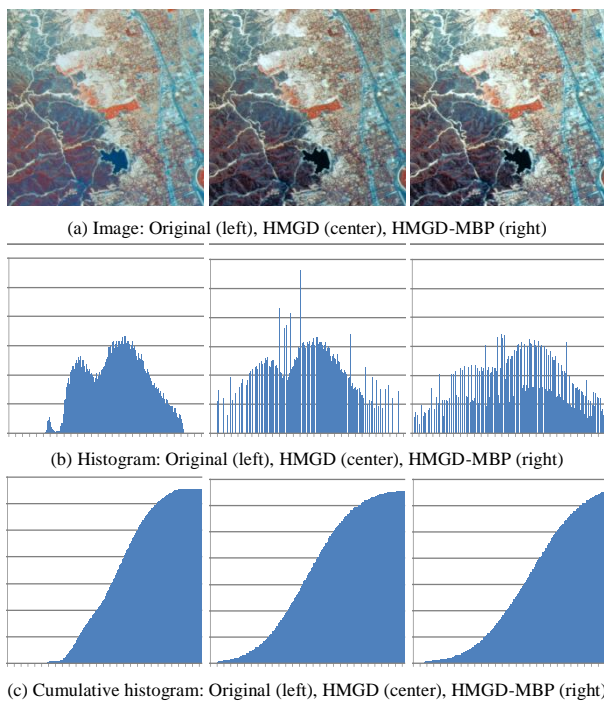 (a) Image: Original (left), HMGD (center), HMGD-MBP (right)
(b) Histogram: Original (left), HMGD (center), HMGD-MBP (right)
(c) Cumulative histogram: Original (left), HMGD (center), HMGD-MBP (right)